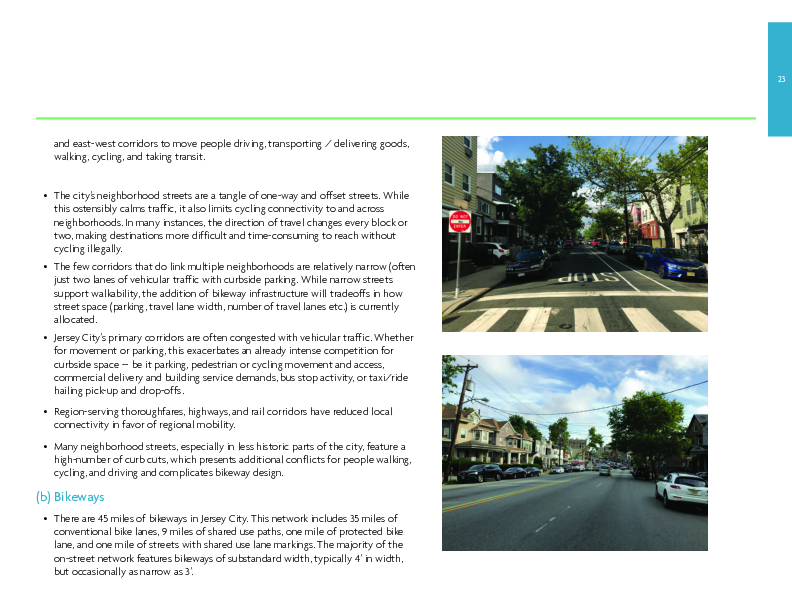 23
and east-west corridors to move people driving, transporting / delivering goods,
walking, cycling, and taking transit.
• The city's neighborhood streets are a tangle of one-way and offset streets. While
this ostensibly calms traffic, it also limits cycling connectivity to and across
neighborhoods. In many instances, the direction of travel changes every block or
two, making destinations more difficult and time-consuming to reach without
cycling illegally.
• The few corridors that do link multiple neighborhoods are relatively narrow (often
just two lanes of vehicular traffic with curbside parking. While narrow streets
support walkability, the addition of bikeway infrastructure will tradeoffs in how
street space (parking, travel lane width, number of travel lanes etc.) is currently
allocated.
• Jersey City's primary corridors are often congested with vehicular traffic. Whether
for movement or parking, this exacerbates an already intense competition for
curbside space – be it parking, pedestrian or cycling movement and access,
commercial delivery and building service demands, bus stop activity, or taxi/ride
hailing pick-up and drop-offs.
• Region-serving thoroughfares, highways, and rail corridors have reduced local
connectivity in favor of regional mobility.
• Many neighborhood streets, especially in less historic parts of the city, feature a
high-number of curb cuts, which presents additional conflicts for people walking,
cycling, and driving and complicates bikeway design.
(b) Bikeways
• There are 45 miles of bikeways in Jersey City. This network includes 35 miles of
conventional bike lanes, 9 miles of shared use paths, one mile of protected bike
lane, and one mile of streets with shared use lane markings. The majority of the
on-street network features bikeways of substandard width, typically 4' in width,
but occasionally as narrow as 3'.
DO NOT
ENTER
STOP